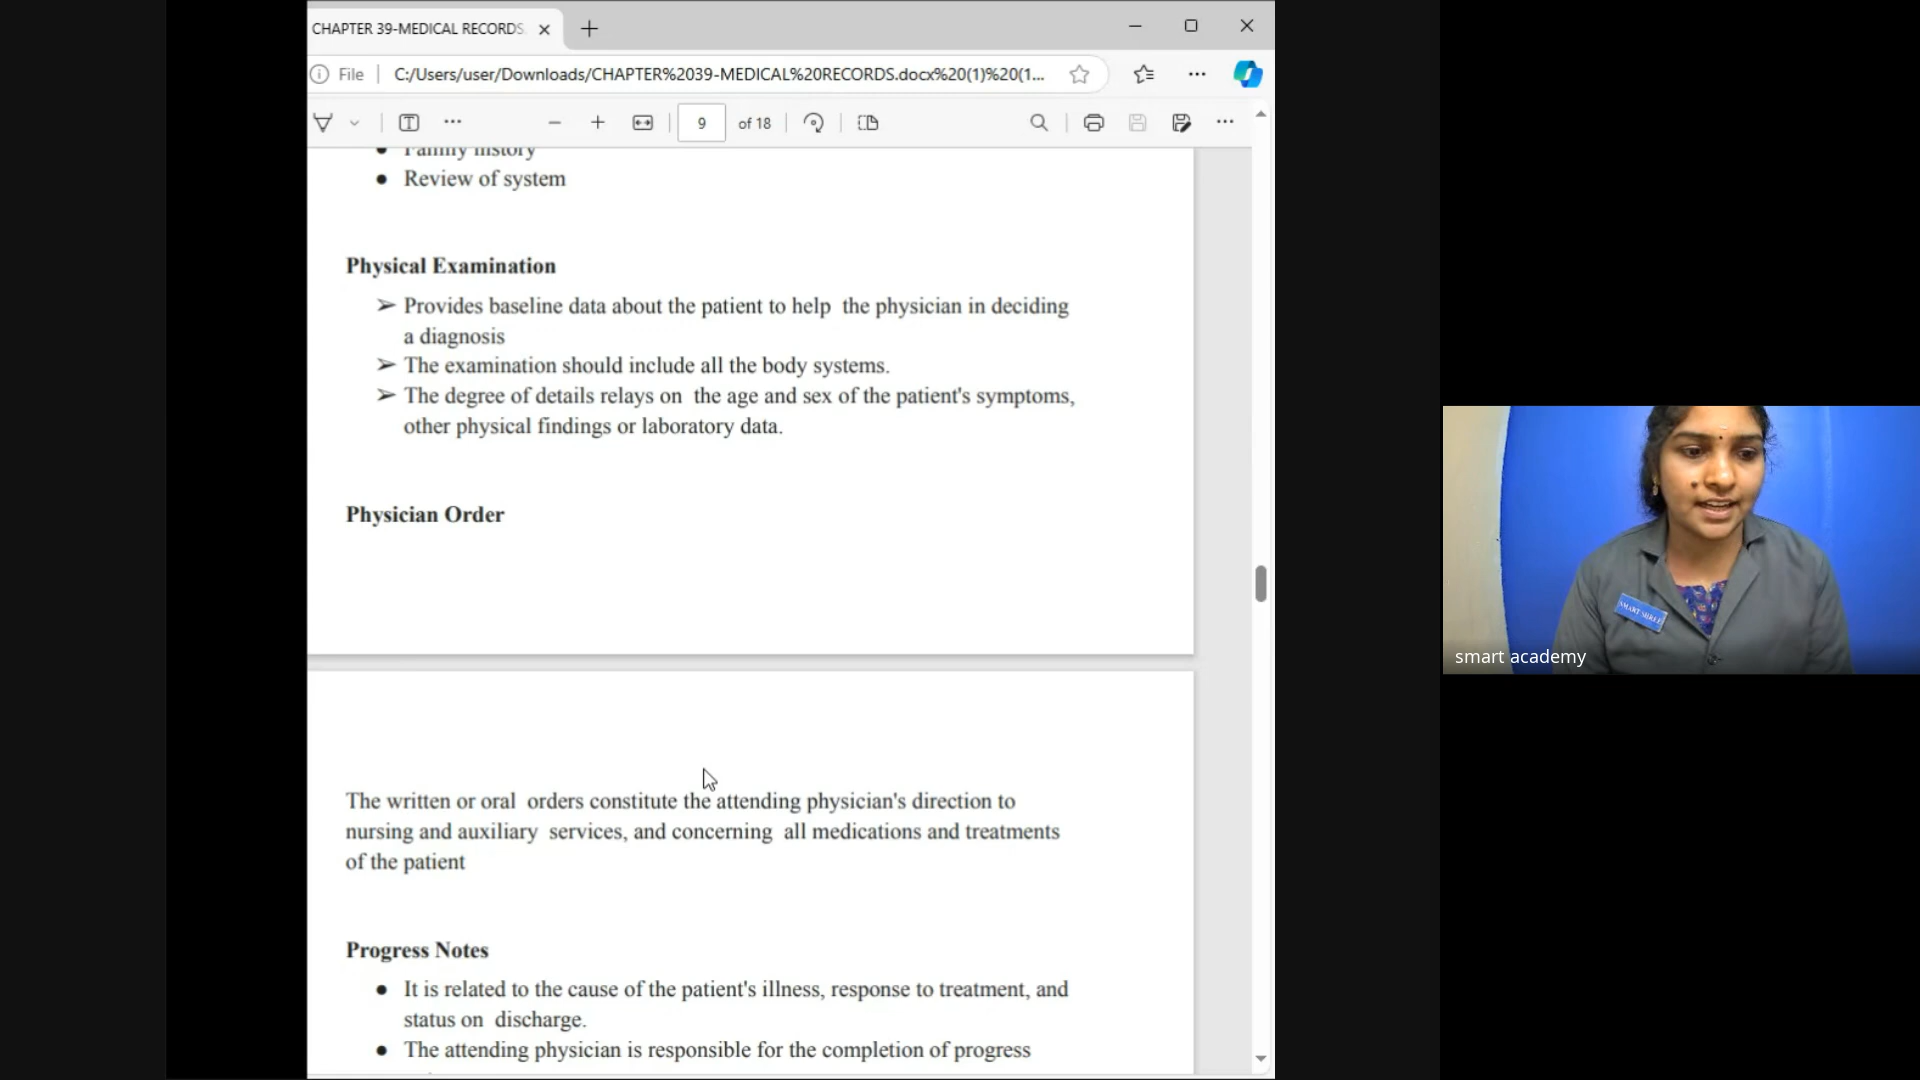 CHAPTER 39-MEDICAL RECORDS
File
C:/Users/user/Downloads/CHAPTER%2039-MEDICAL%20RECORDS.docx%20(1)%20(1...
9 of 18
Family history
● Review of system
Physical Examination
➢ Provides baseline data about the patient to help the physician in deciding
a diagnosis
➢ The examination should include all the body systems.
➢ The degree of details relays on the age and sex of the patient's symptoms,
other physical findings or laboratory data.
Physician Order
The written or oral orders constitute the attending physician's direction to
nursing and auxiliary services, and concerning all medications and treatments
of the patient
Progress Notes
● It is related to the cause of the patient's illness, response to treatment, and
status on discharge.
● The attending physician is responsible for the completion of progress
SMART SHREE
smart academy